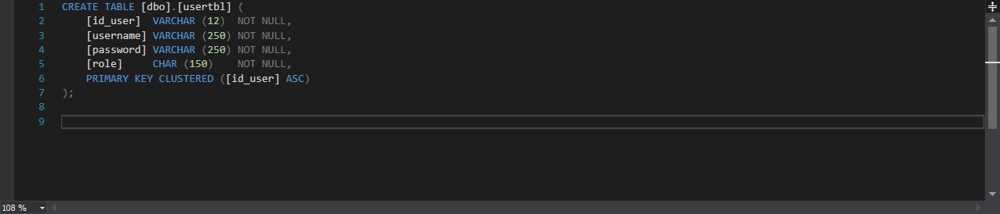 1 CREATE TABLE [dbo].[usertbl] (
2 [id_user] VARCHAR (12) NOT NULL,
3 [username] VARCHAR (250) NOT NULL,
4 [password] VARCHAR (250) NOT NULL,
5 [role] CHAR (150) NOT NULL,
6 PRIMARY KEY CLUSTERED ([id_user] ASC)
7 );
8
9
108 %